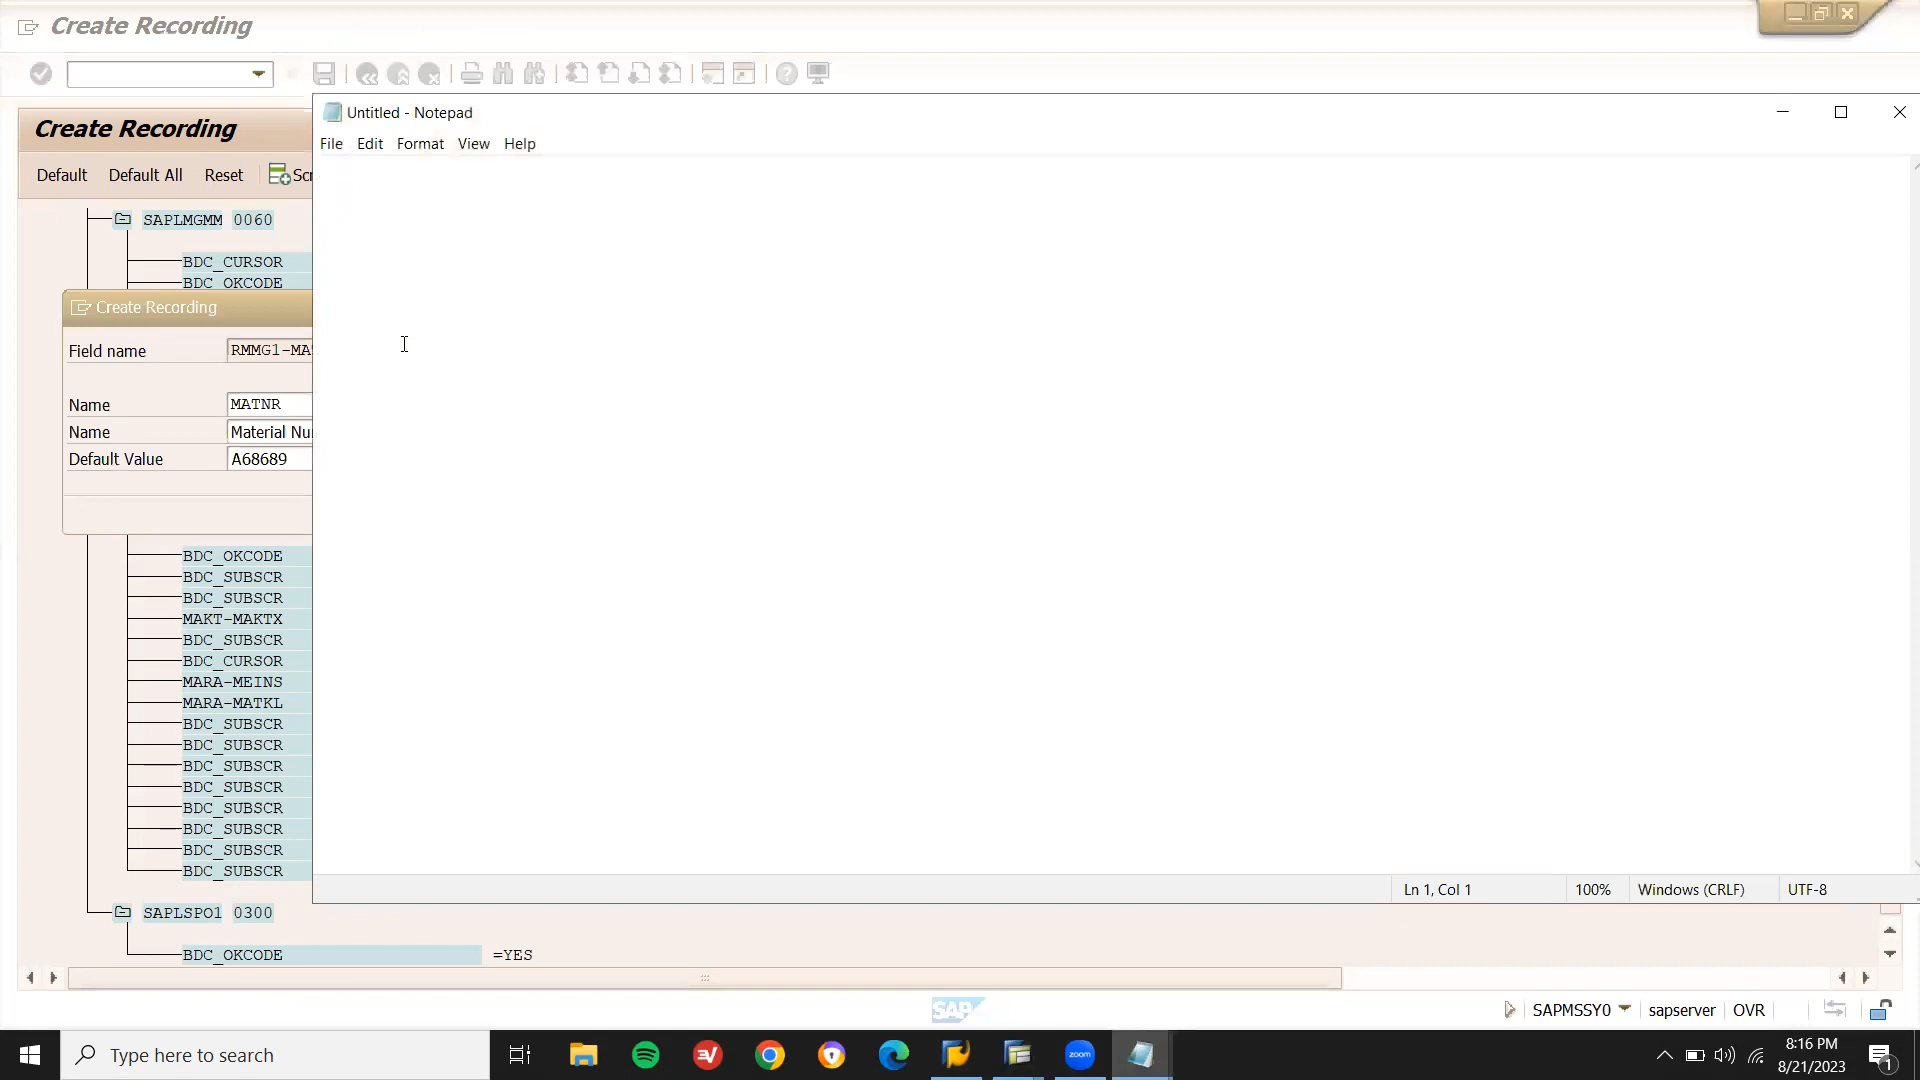 Create Recording
Untitled - Notepad
Create Recording
File Edit Format View Help
Default Default All Reset Scr
SAPLMGMM 0060
BDC_CURSOR
BDC_OKCODE
Create Recording
Field name RMMG1-MA
Name MATNR
Name Material Nu
Default Value A68689
BDC_OKCODE
BDC_SUBSCR
BDC_SUBSCR
MAKT-MAKTX
BDC_SUBSCR
BDC_CURSOR
MARA-MEINS
MARA-MATKL
BDC_SUBSCR
BDC_SUBSCR
BDC_SUBSCR
BDC_SUBSCR
BDC_SUBSCR
BDC_SUBSCR
BDC_SUBSCR
BDC_SUBSCR
Ln 1, Col 1 100% Windows (CRLF) UTF-8
SAPLSPO1 0300
BDC_OKCODE =YES
SAP
SAPMSSY0 sapserver OVR
Type here to search
zoom
8:16 PM
8/21/2023
1